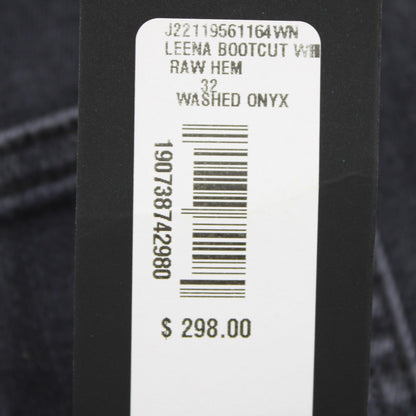 J22119561164WN
LEENA BOOTCUT
RAW HEM
32
WASHED ONYX
190738742980
$ 298.00